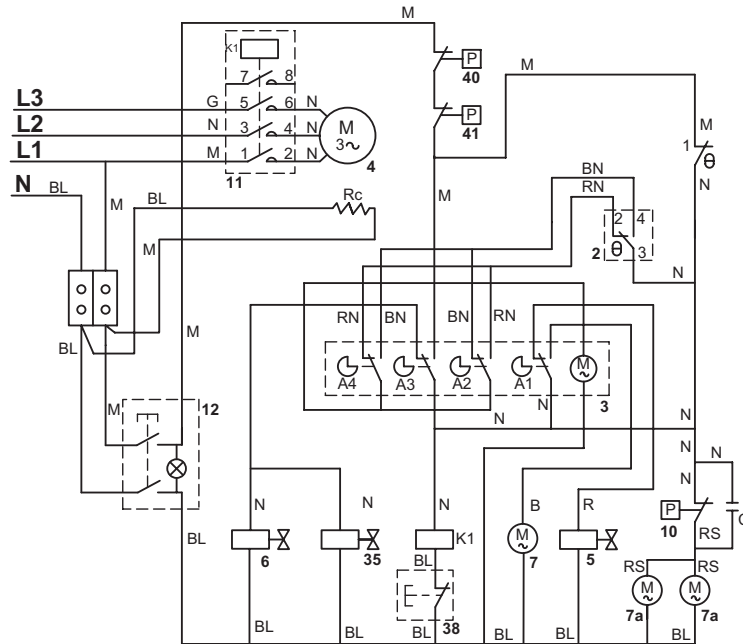 M
K1
P
40
7 8
M
L3 G 5 6 N
P
41
L2 N 3 4 N
M
3~
M
L1 M 1 2 N
4
1
θ
11
BN
N BL
BL
Rc
RN
N
M
M
2 4
M
θ
2
3
N
RN BN BN RN
M
BL
M
~
A4 A3 A2 A1
3
M
12
N
N
N
N
N
N
N
N
N
B
R
N
P
10
C
BL
K1
M
~
RS
6
35
BL
7
5
RS
RS
M
~
M
~
7a
7a
BL
BL
38
BL
BL
BL
BL
BL